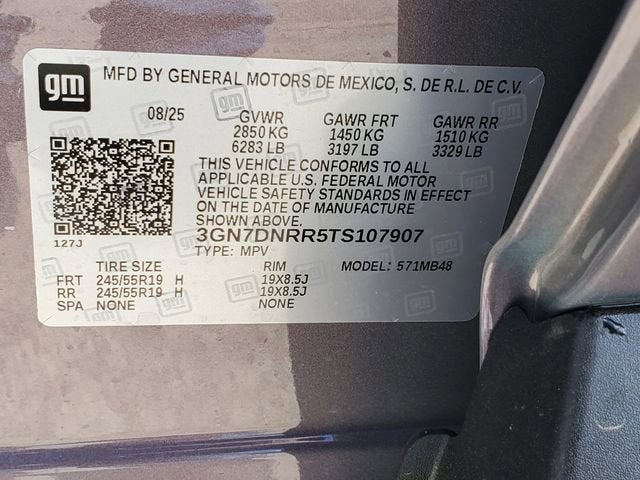 gm MFD BY GENERAL MOTORS DE MEXICO, S. DE R.L. DE C.V.
08/25 GVWR GAWR FRT GAWR RR
2850 KG 1450 KG 1510 KG
6283 LB 3197 LB 3329 LB
THIS VEHICLE CONFORMS TO ALL
APPLICABLE U.S. FEDERAL MOTOR
VEHICLE SAFETY STANDARDS IN EFFECT
ON THE DATE OF MANUFACTURE
SHOWN ABOVE.
127J 3GN7DNRR5TS107907
TYPE: MPV MODEL: 571MB48
TIRE SIZE RIM
FRT 245/55R19 H 19X8.5J
RR 245/55R19 H 19X8.5J
SPA NONE NONE